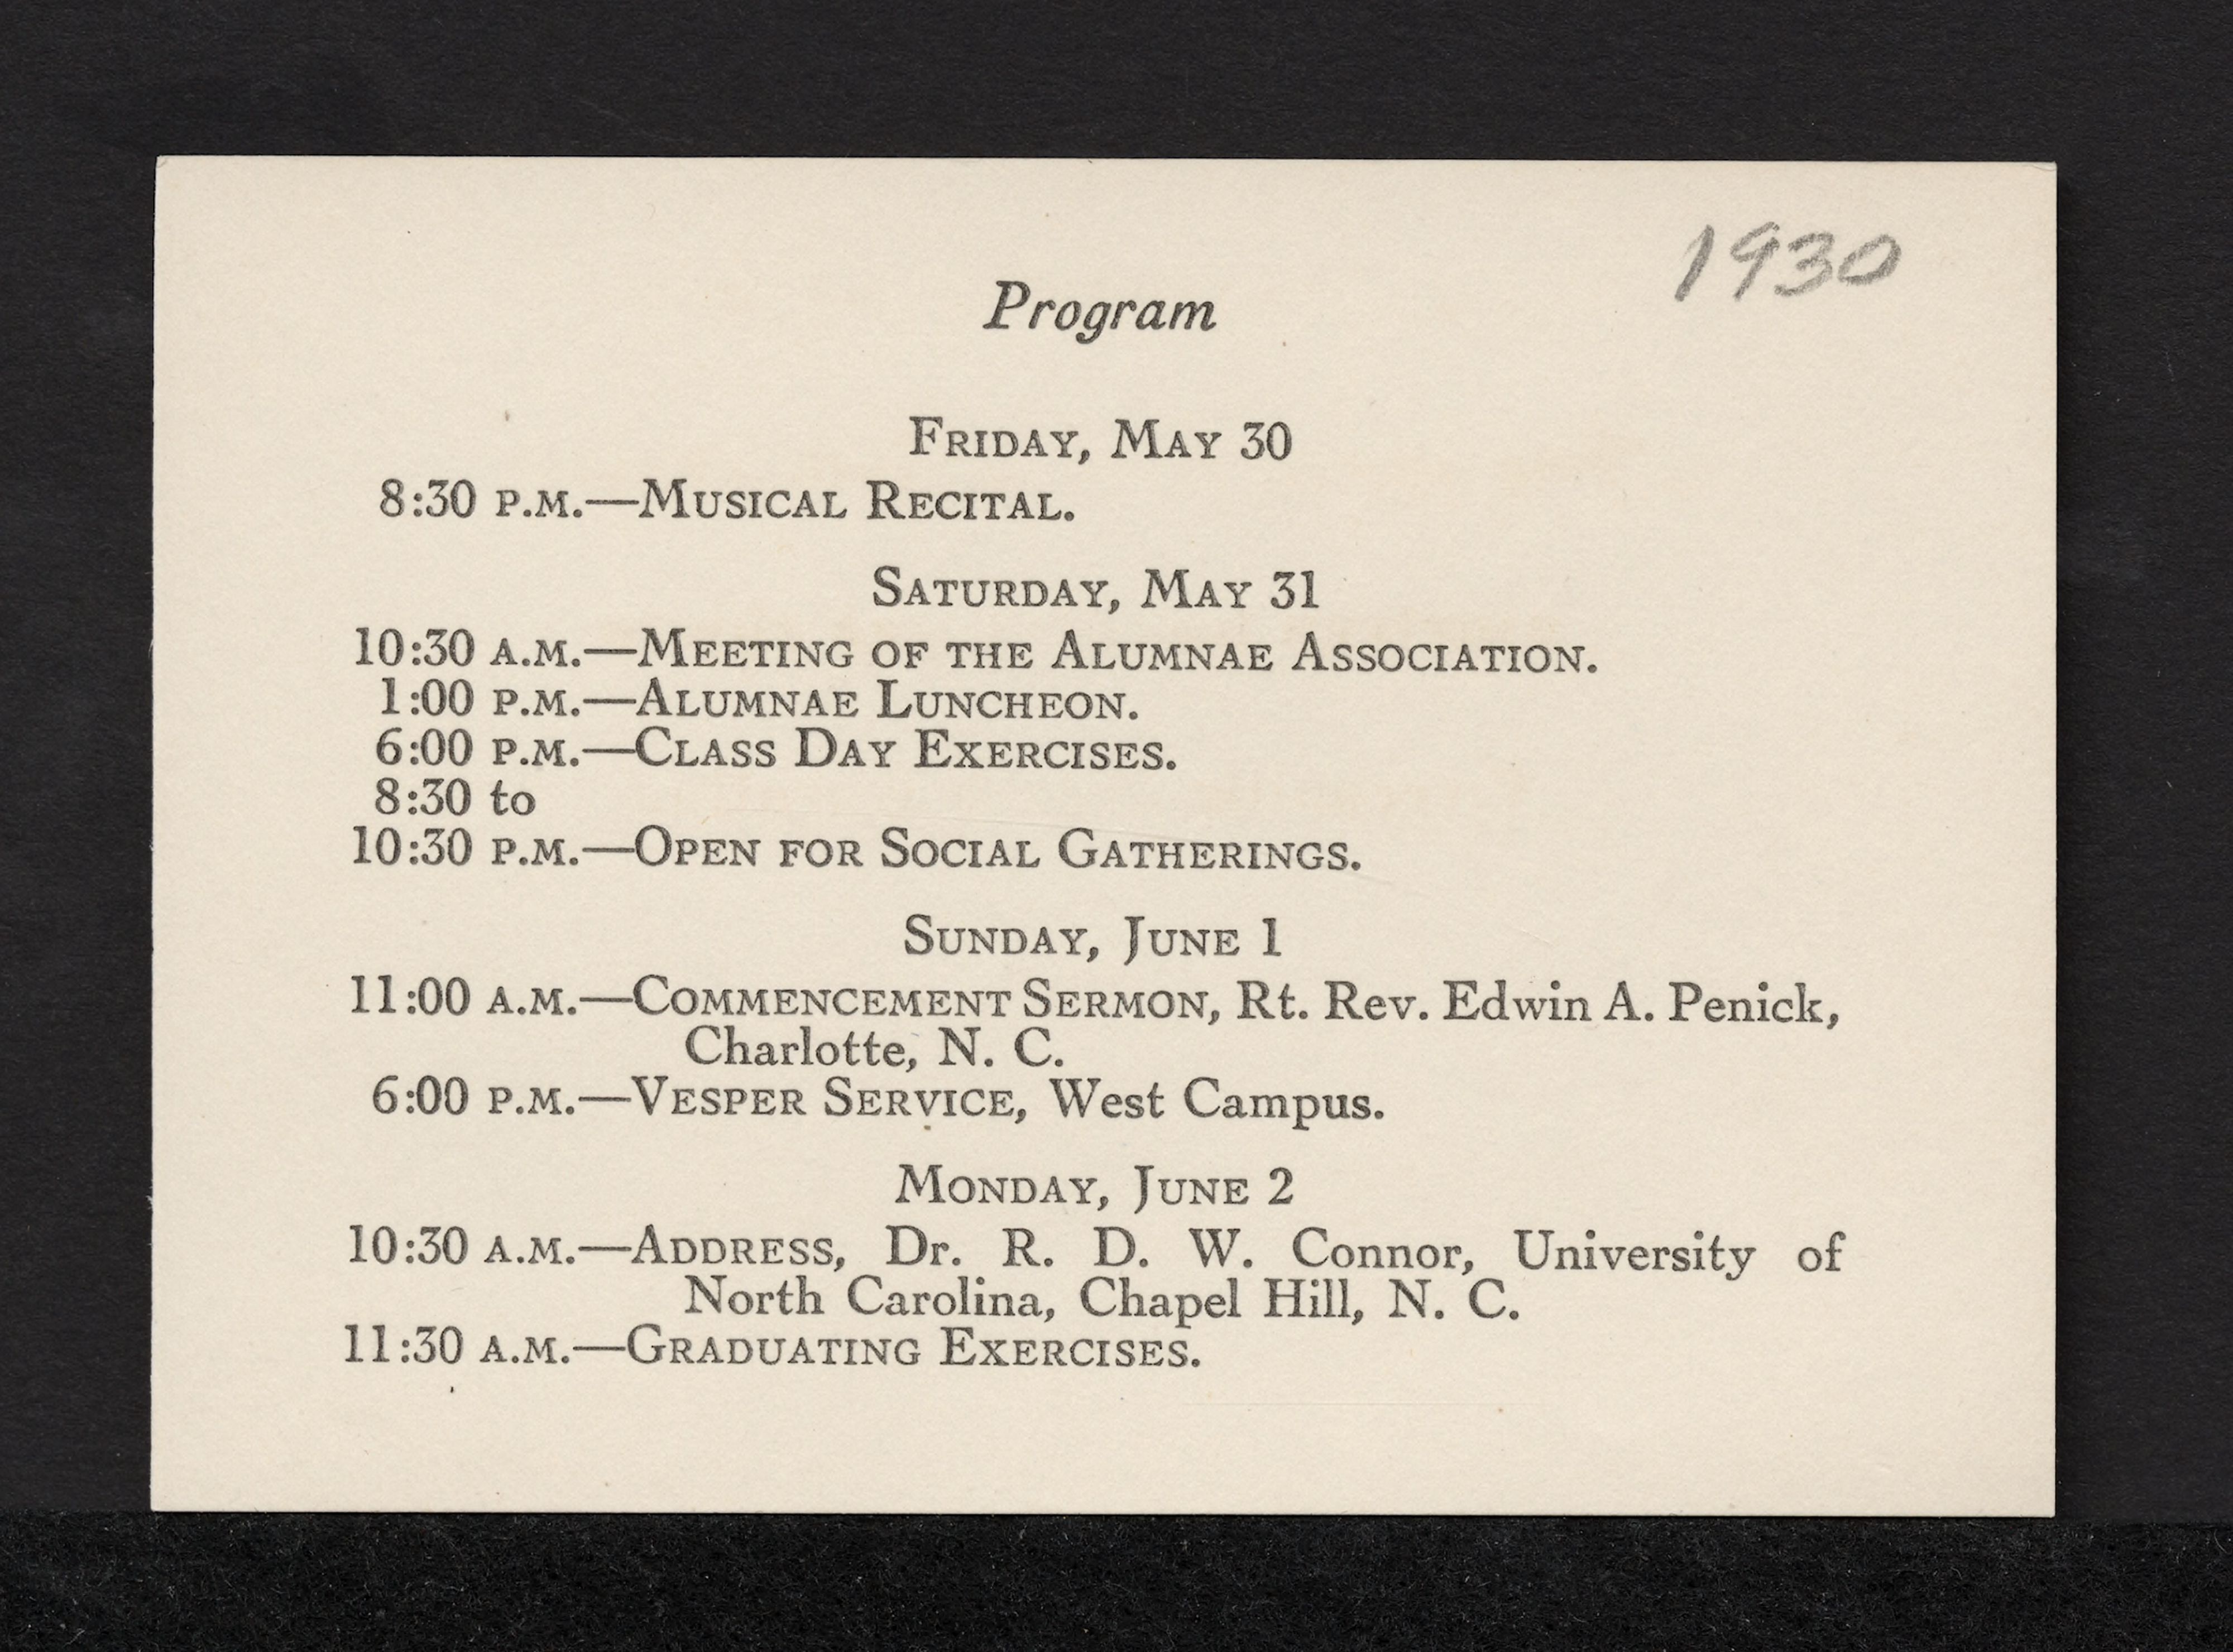 1930
Program
Friday, May 30
8:30 P.M.—Musical Recital.
Saturday, May 31
10:30 A.M.—Meeting of the Alumnae Association.
1:00 P.M.—Alumnae Luncheon.
6:00 P.M.—Class Day Exercises.
8:30 to
10:30 P.M.—Open for Social Gatherings.
Sunday, June 1
11:00 A.M.—Commencement Sermon, Rt. Rev. Edwin A. Penick,
Charlotte, N. C.
6:00 P.M.—Vesper Service, West Campus.
Monday, June 2
10:30 A.M.—Address, Dr. R. D. W. Connor, University of
North Carolina, Chapel Hill, N. C.
11:30 A.M.—Graduating Exercises.